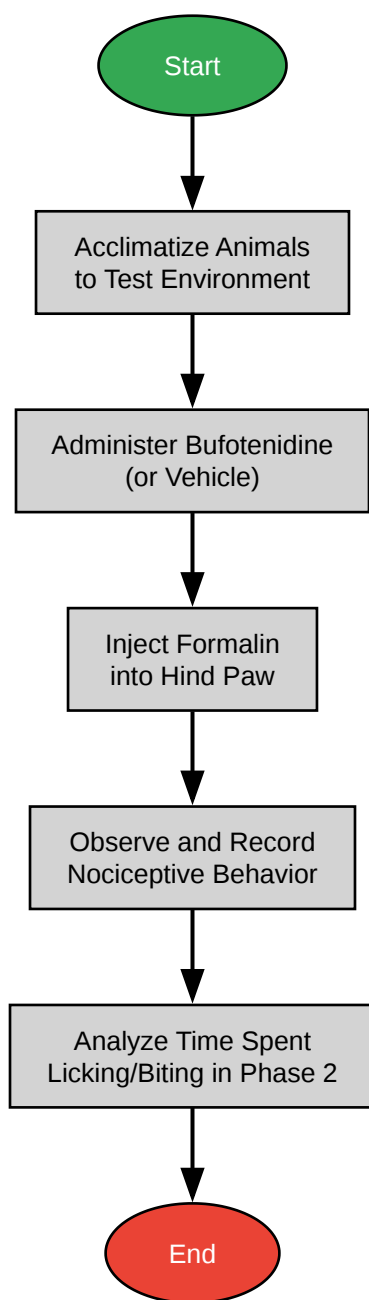 Start
Acclimatize Animals
to Test Environment
Administer Bufotenidine
(or Vehicle)
Inject Formalin
into Hind Paw
Observe and Record
Nociceptive Behavior
Analyze Time Spent
Licking/Biting in Phase 2
End